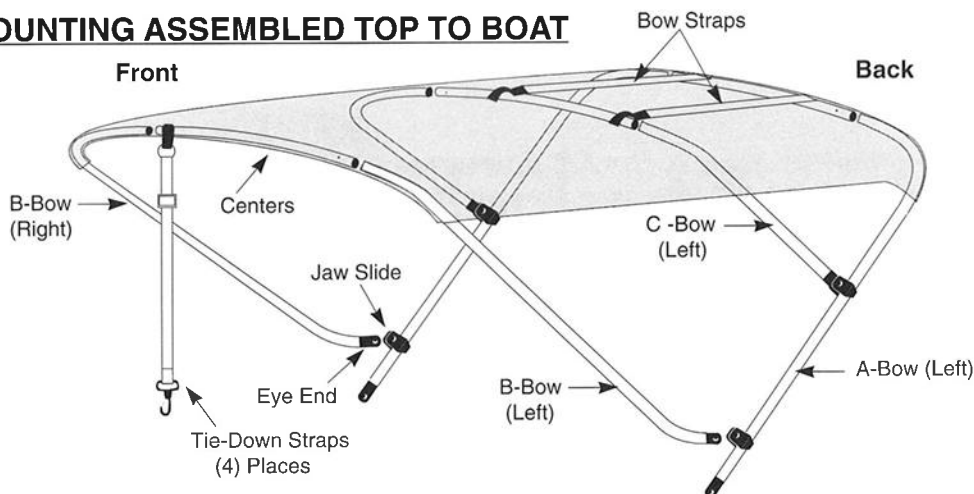 OUNTING ASSEMBLED TOP TO BOAT
Bow Straps
Front
Back
B-Bow
(Right)
Centers
C -Bow
(Left)
Jaw Slide
Eye End
B-Bow
(Left)
A-Bow (Left)
Tie-Down Straps
(4) Places